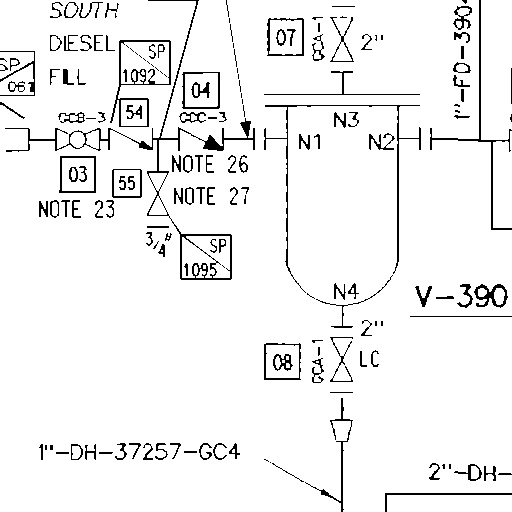 SOUTH
DIESEL
FILL
SP
1092
SP
061
07
GCA-1
2"
1"-FD-390
54
04
GCB-3
GCC-3
N3
N1
N2
03
55
NOTE 26
NOTE 27
NOTE 23
3/4"
SP
1095
N4
V-390
2"
08
GCA-1
LC
1"-DH-37257-GC4
2"-DH-